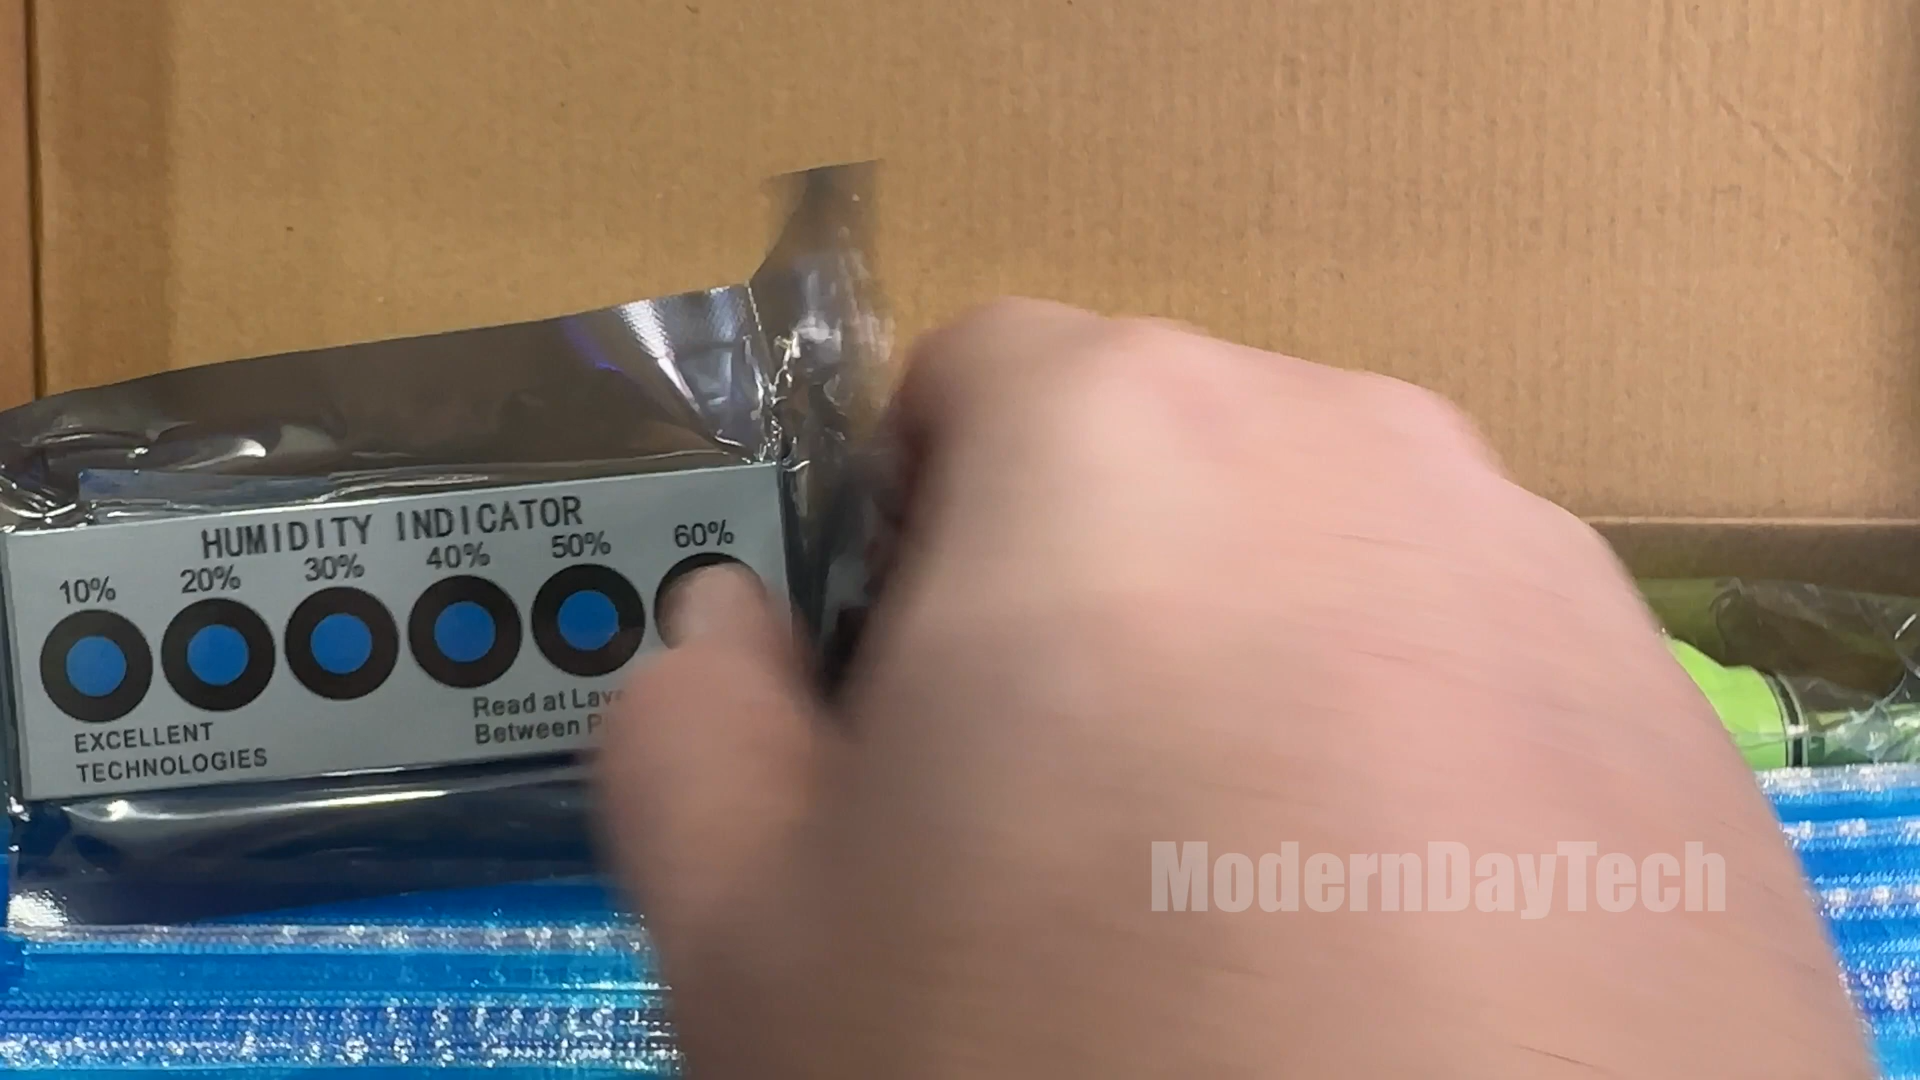 HUMIDITY INDICATOR
10% 20% 30% 40% 50% 60%
Read at
Between
EXCELLENT
TECHNOLOGIES
ModernDayTech